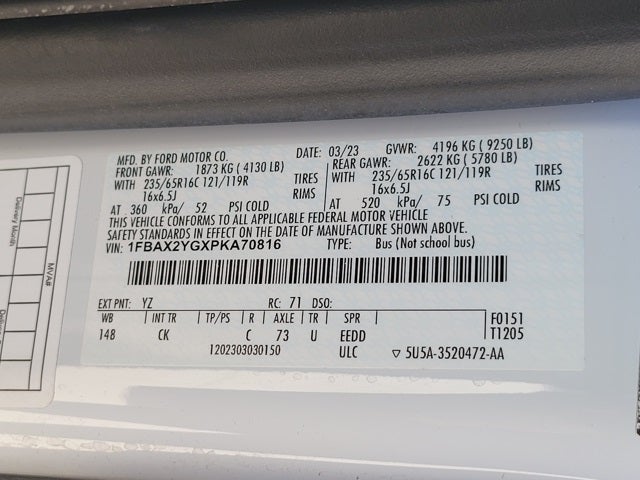 MFD. BY FORD MOTOR CO. DATE: 03/23 GVWR: 4196 KG ( 9250 LB)
FRONT GAWR: 1873 KG ( 4130 LB) REAR GAWR: 2622 KG ( 5780 LB)
WITH 235/65R16C 121/119R TIRES WITH 235/65R16C 121/119R TIRES
16x6.5J RIMS 16x6.5J RIMS
AT 360 kPa/ 52 PSI COLD AT 520 kPa/ 75 PSI COLD
THIS VEHICLE CONFORMS TO ALL APPLICABLE FEDERAL MOTOR VEHICLE
SAFETY STANDARDS IN EFFECT ON THE DATE OF MANUFACTURE SHOWN ABOVE.
VIN: 1FBAX2YGXPKA70816 TYPE: Bus (Not school bus)
EXT PNT: YZ RC: 71 DSO:
WB INT TR TP/PS R AXLE TR SPR F0151
148 CK C 73 U EEDD T1205
1202303030150 ULC ▽ 5U5A-3520472-AA
Delivery Month
MVA#